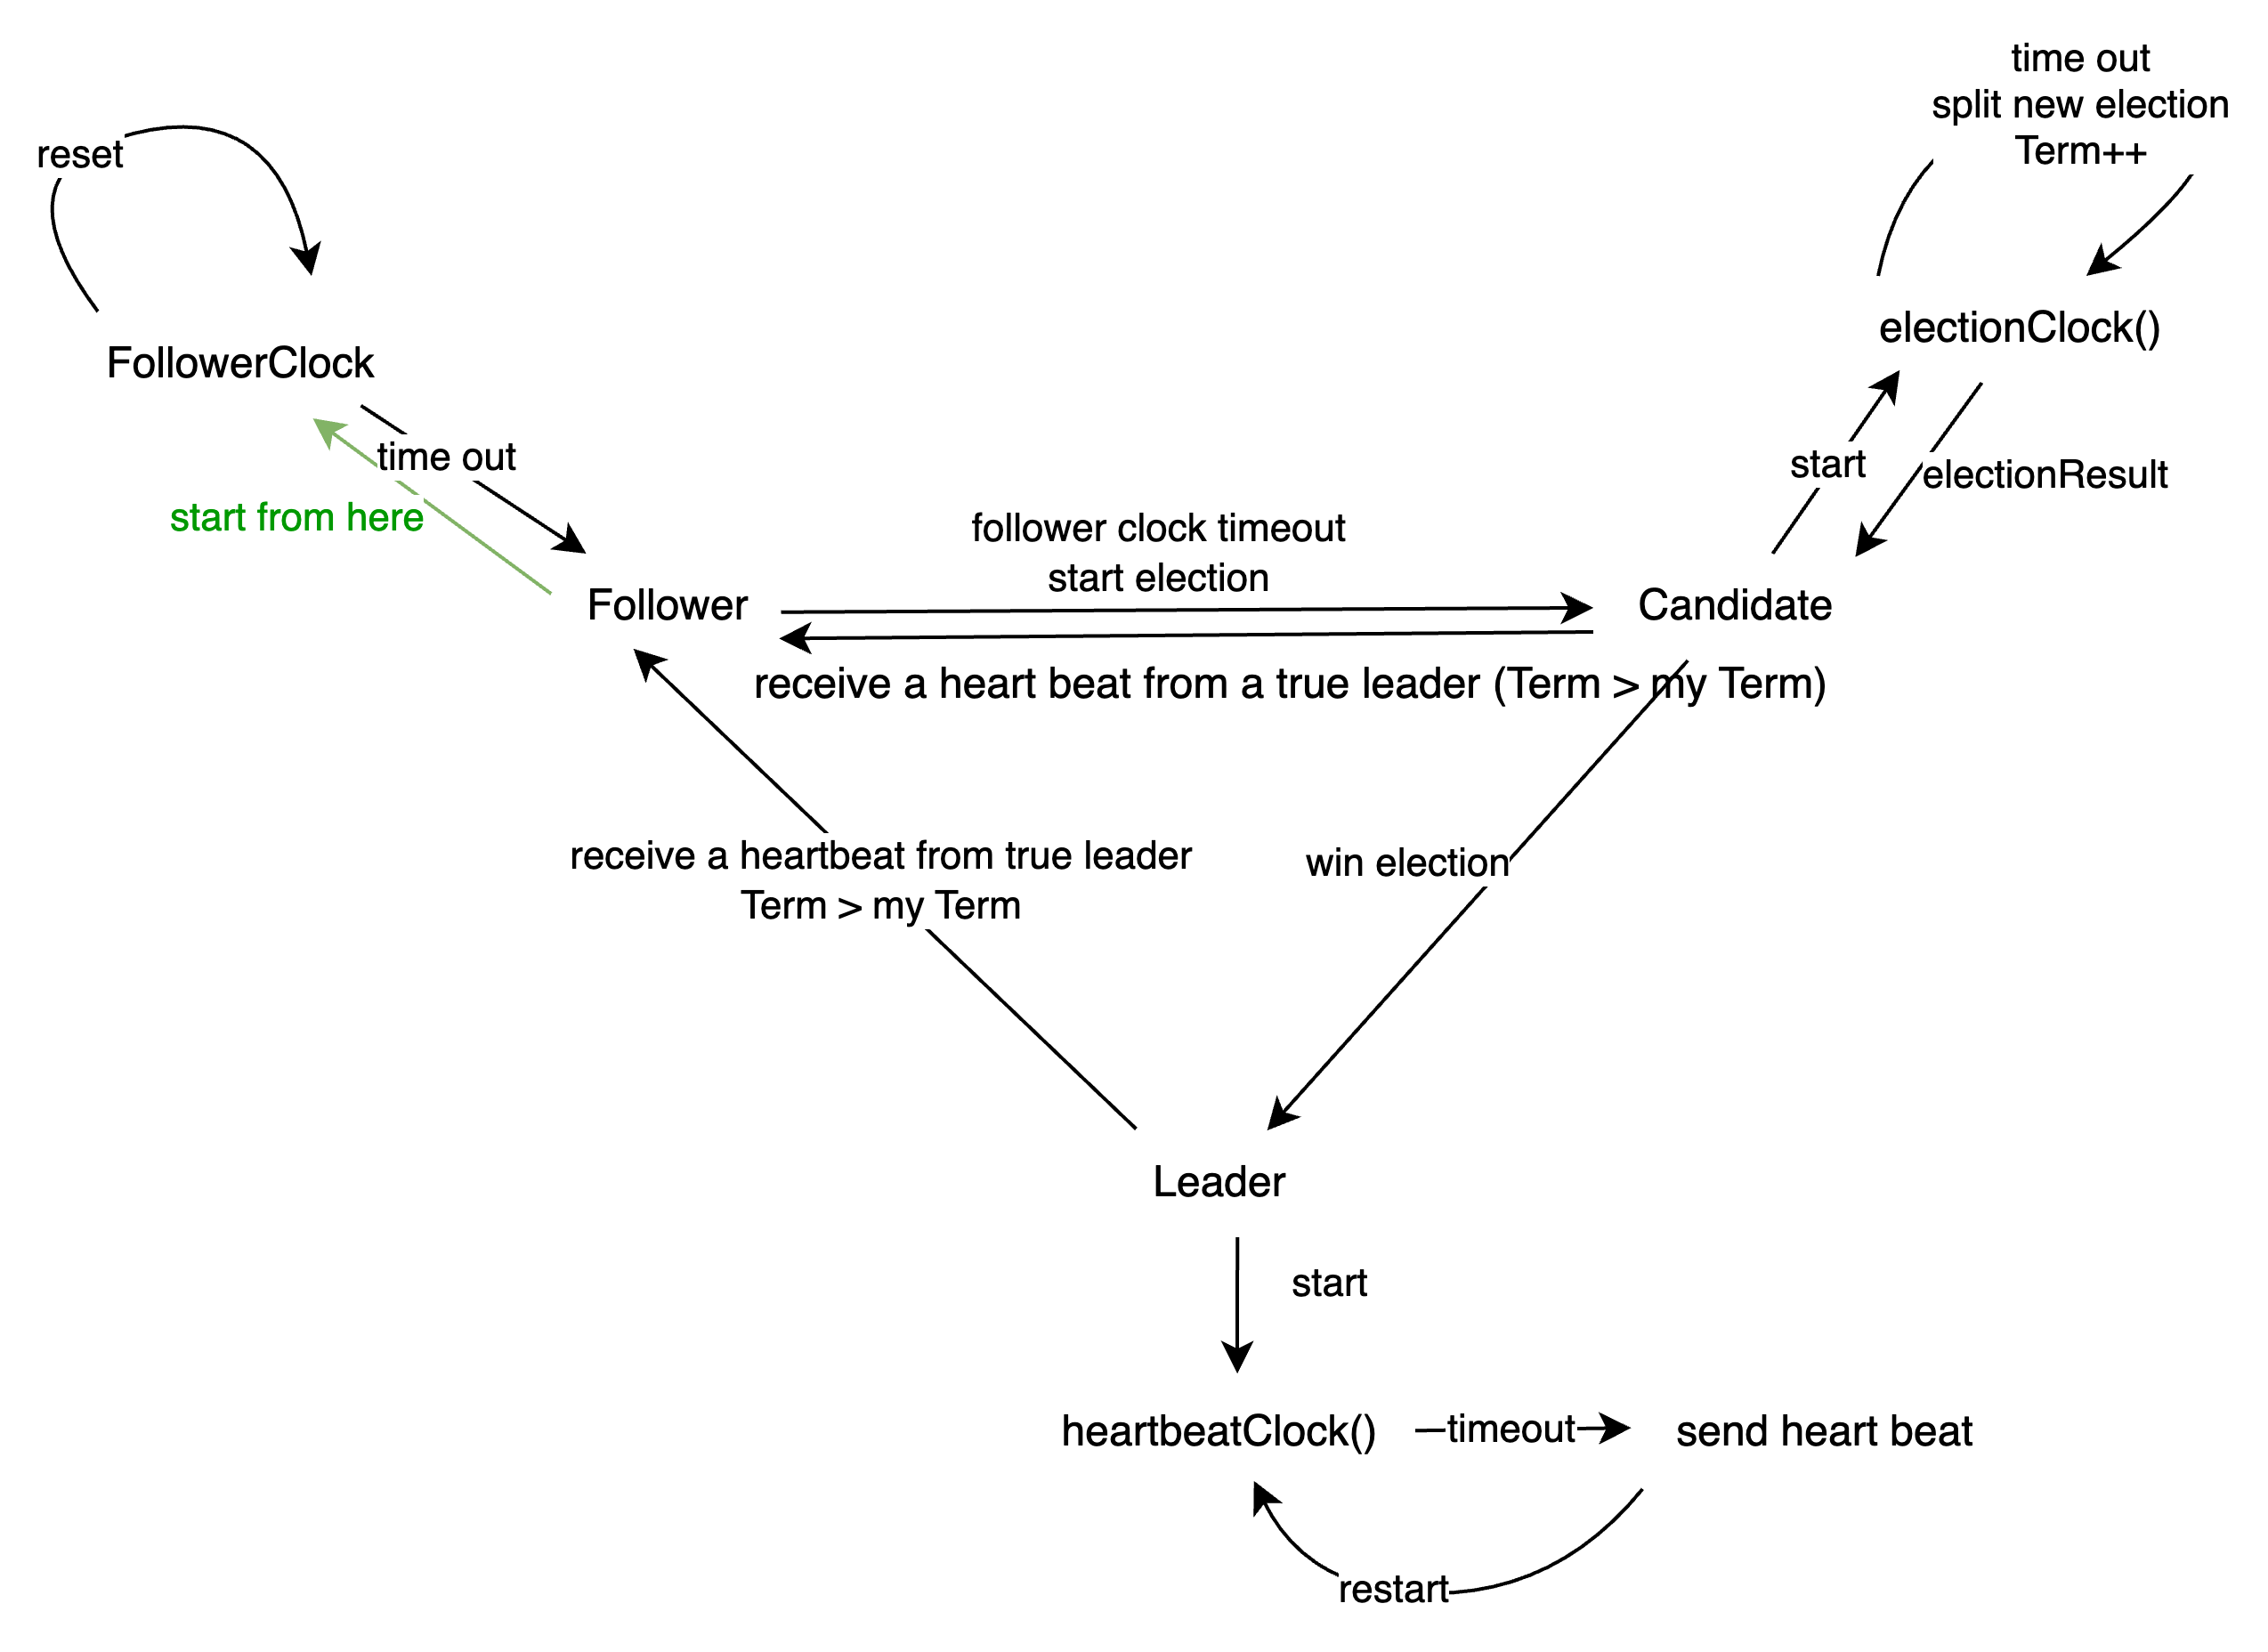 time out
split new election
Term++
reset
electionClock()
FollowerClock
time out
start
electionResult
start from here
follower clock timeout
start election
Follower
Candidate
receive a heart beat from a true leader (Term > my Term)
receive a heartbeat from true leader
Term > my Term
win election
Leader
start
heartbeatClock()
timeout
send heart beat
restart